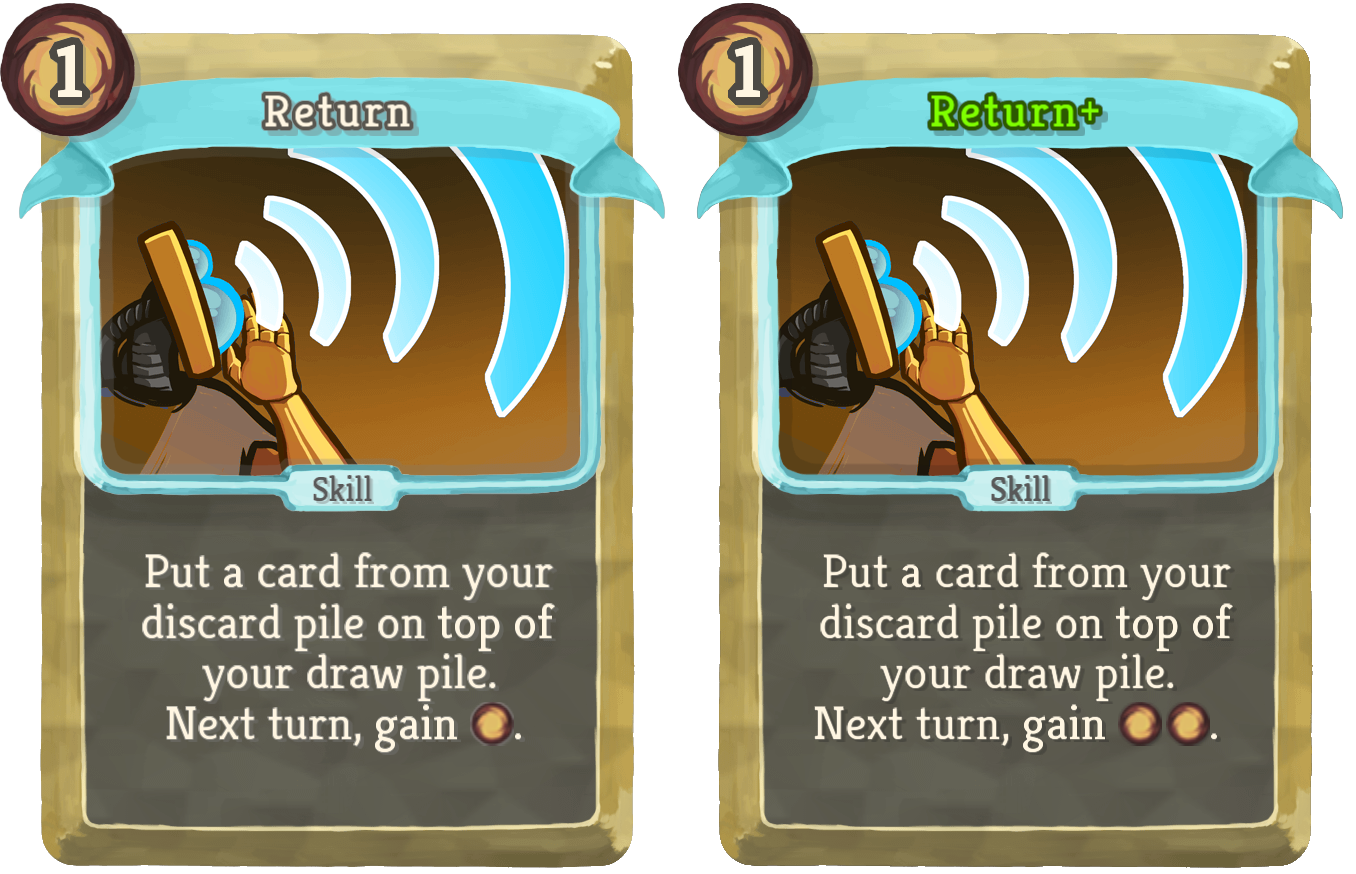 1
Return
Skill
Put a card from your
discard pile on top of
your draw pile.
Next turn, gain .
1
Return+
Skill
Put a card from your
discard pile on top of
your draw pile.
Next turn, gain .